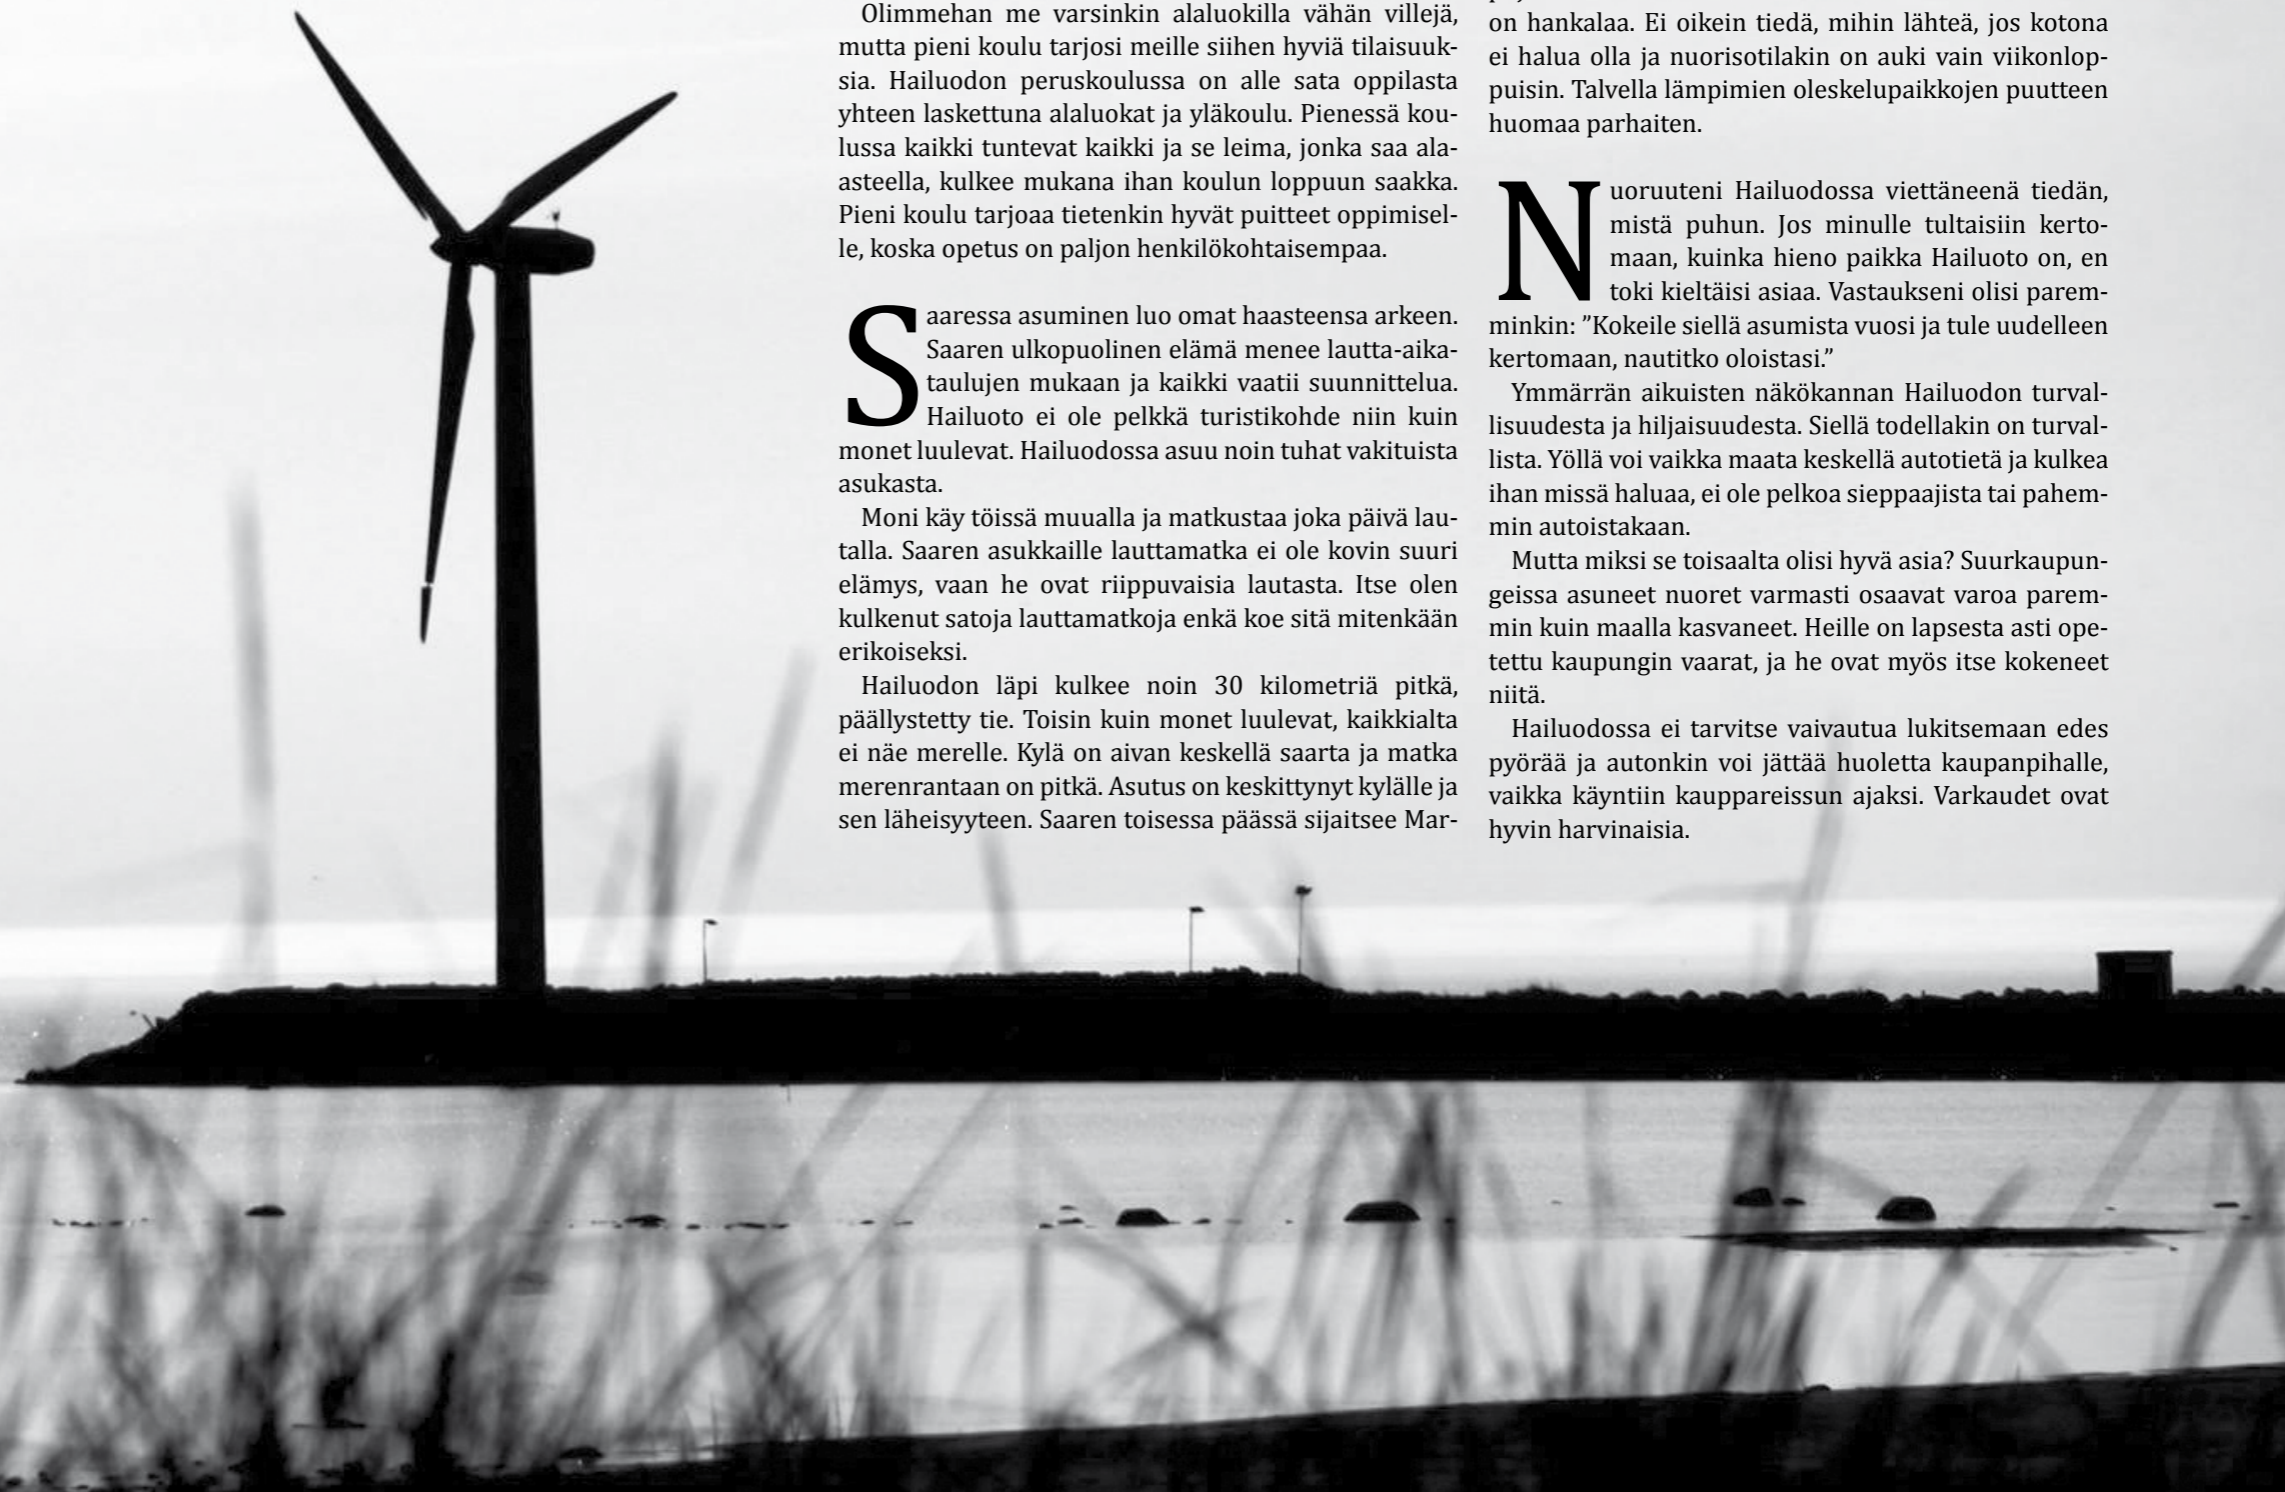 Olimmehan me varsinkin alaluokilla vähän villejä,
mutta pieni koulu tarjosi meille siihen hyviä tilaisuuk-
sia. Hailuodon peruskoulussa on alle sata oppilasta
yhteen laskettuna alaluokat ja yläkoulu. Pienessä kou-
lussa kaikki tuntevat kaikki ja se leima, jonka saa ala-
asteella, kulkee mukana ihan koulun loppuun saakka.
Pieni koulu tarjoaa tietenkin hyvät puitteet oppimisel-
le, koska opetus on paljon henkilökohtaisempaa.
Saaressa asuminen luo omat haasteensa arkeen.
Saaren ulkopuolinen elämä menee lautta-aika-
taulujen mukaan ja kaikki vaatii suunnittelua.
Hailuoto ei ole pelkkä turistikohde niin kuin
monet luulevat. Hailuodossa asuu noin tuhat vakituista
asukasta.
Moni käy töissä muualla ja matkustaa joka päivä lau-
talla. Saaren asukkaille lauttamatka ei ole kovin suuri
elämys, vaan he ovat riippuvaisia lautasta. Itse olen
kulkenut satoja lauttamatkoja enkä koe sitä mitenkään
erikoiseksi.
Hailuodon läpi kulkee noin 30 kilometriä pitkä,
päällystetty tie. Toisin kuin monet luulevat, kaikkialta
ei näe merelle. Kylä on aivan keskellä saarta ja matka
merenrantaan on pitkä. Asutus on keskittynyt kylälle ja
sen läheisyyteen. Saaren toisessa päässä sijaitsee Mar-
on hankalaa. Ei oikein tiedä, mihin lähteä, jos kotona
ei halua olla ja nuorisotilakin on auki vain viikonlop-
puisin. Talvella lämpimien oleskelupaikkojen puutteen
huomaa parhaiten.
Nuoruuteni Hailuodossa viettäneenä tiedän,
mistä puhun. Jos minulle tultaisiin kerto-
maan, kuinka hieno paikka Hailuoto on, en
toki kieltäisi asiaa. Vastaukseni olisi parem-
minkin: ”Kokeile siellä asumista vuosi ja tule uudelleen
kertomaan, nautitko oloistasi.”
Ymmärrän aikuisten näkökannan Hailuodon turval-
lisuudesta ja hiljaisuudesta. Siellä todellakin on turval-
lista. Yöllä voi vaikka maata keskellä autotietä ja kulkea
ihan missä haluaa, ei ole pelkoa sieppaajista tai pahem-
min autoistakaan.
Mutta miksi se toisaalta olisi hyvä asia? Suurkaupun-
geissa asuneet nuoret varmasti osaavat varoa parem-
min kuin maalla kasvaneet. Heille on lapsesta asti ope-
tettu kaupungin vaarat, ja he ovat myös itse kokeneet
niitä.
Hailuodossa ei tarvitse vaivautua lukitsemaan edes
pyörää ja autonkin voi jättää huoletta kaupanpihalle,
vaikka käyntiin kauppareissun ajaksi. Varkaudet ovat
hyvin harvinaisia.